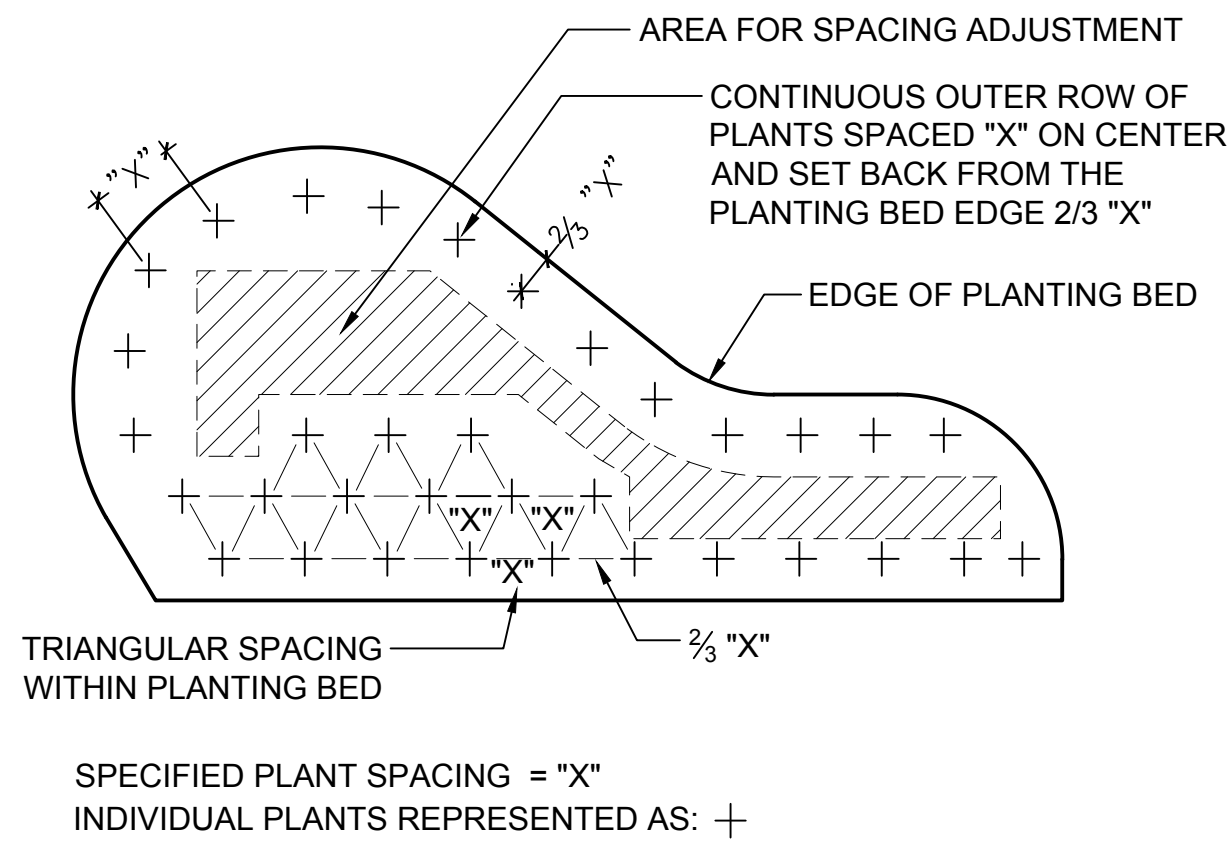 AREA FOR SPACING ADJUSTMENT
CONTINUOUS OUTER ROW OF
PLANTS SPACED "X" ON CENTER
AND SET BACK FROM THE
PLANTING BED EDGE 2/3 "X"
"X"
2/3 "X"
EDGE OF PLANTING BED
"X" "X"
"X"
TRIANGULAR SPACING
WITHIN PLANTING BED
⅔ "X"
SPECIFIED PLANT SPACING = "X"
INDIVIDUAL PLANTS REPRESENTED AS: